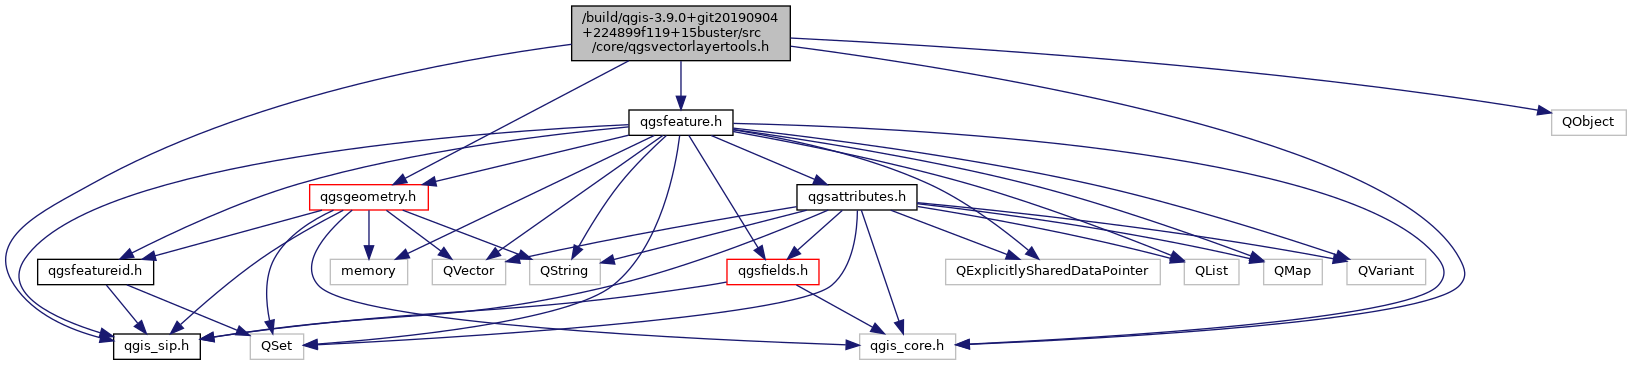 /build/qgis-3.9.0+git20190904
+224899f119+15buster/src
/core/qgsvectorlayertools.h
qgsfeature.h
QObject
qgsgeometry.h
qgsattributes.h
qgsfeatureid.h
memory
QVector
QString
qgsfields.h
QExplicitlySharedDataPointer
QList
QMap
QVariant
qgis_sip.h
QSet
qgis_core.h